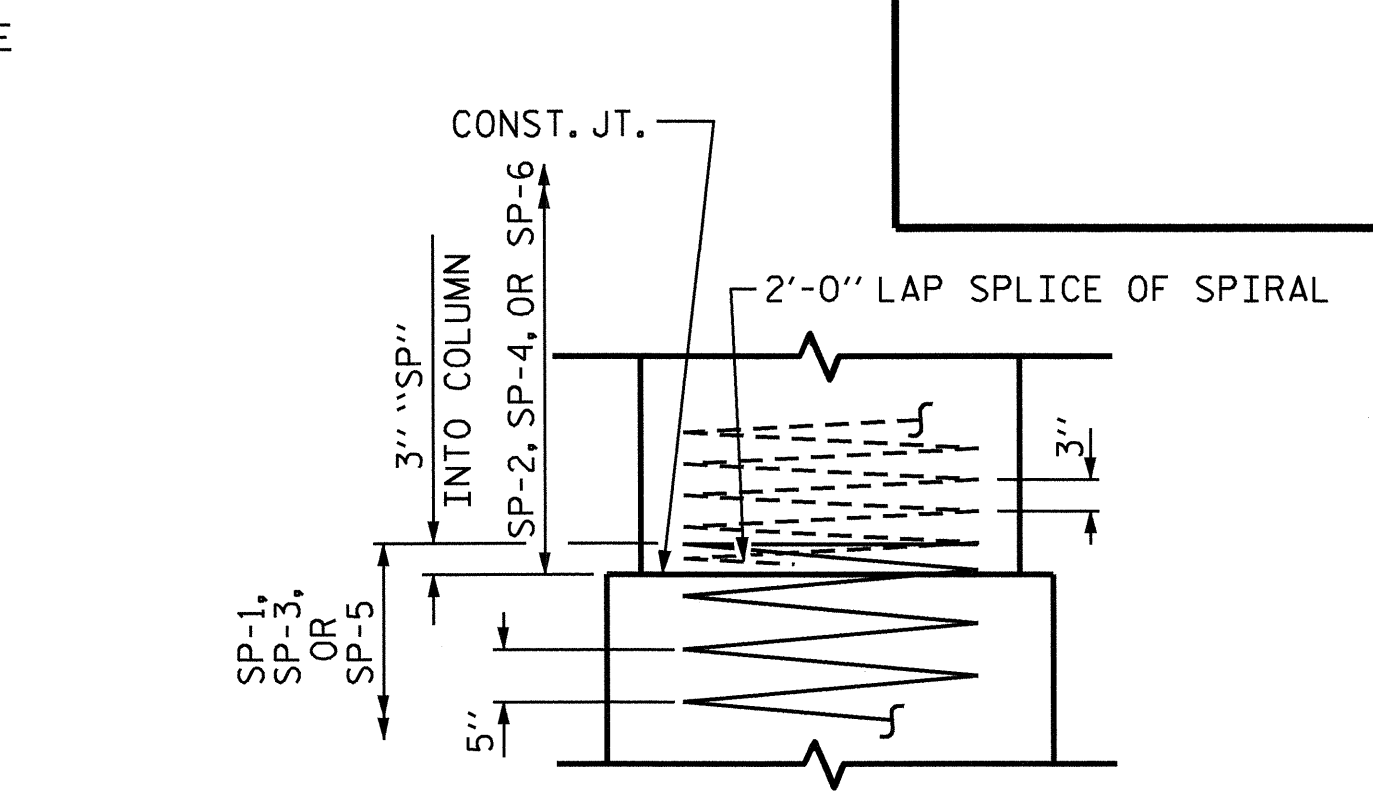 E
CONST. JT.
SP-2, SP-4, OR SP-6
3" "SP"
INTO COLUMN
2'-0" LAP SPLICE OF SPIRAL
3"
SP-1,
SP-3,
OR
SP-5
5"